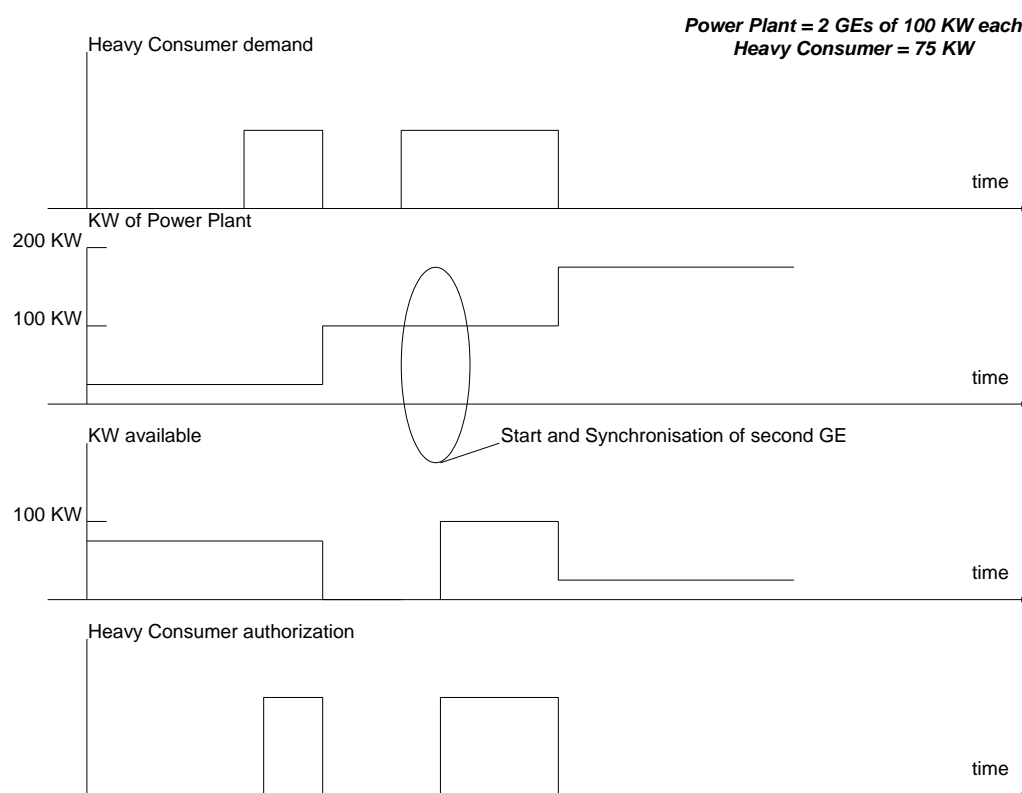 Power Plant = 2 GEs of 100 KW each
Heavy Consumer = 75 KW
Heavy Consumer demand
time
KW of Power Plant
200 KW
100 KW
time
KW available
Start and Synchronisation of second GE
100 KW
time
Heavy Consumer authorization
time